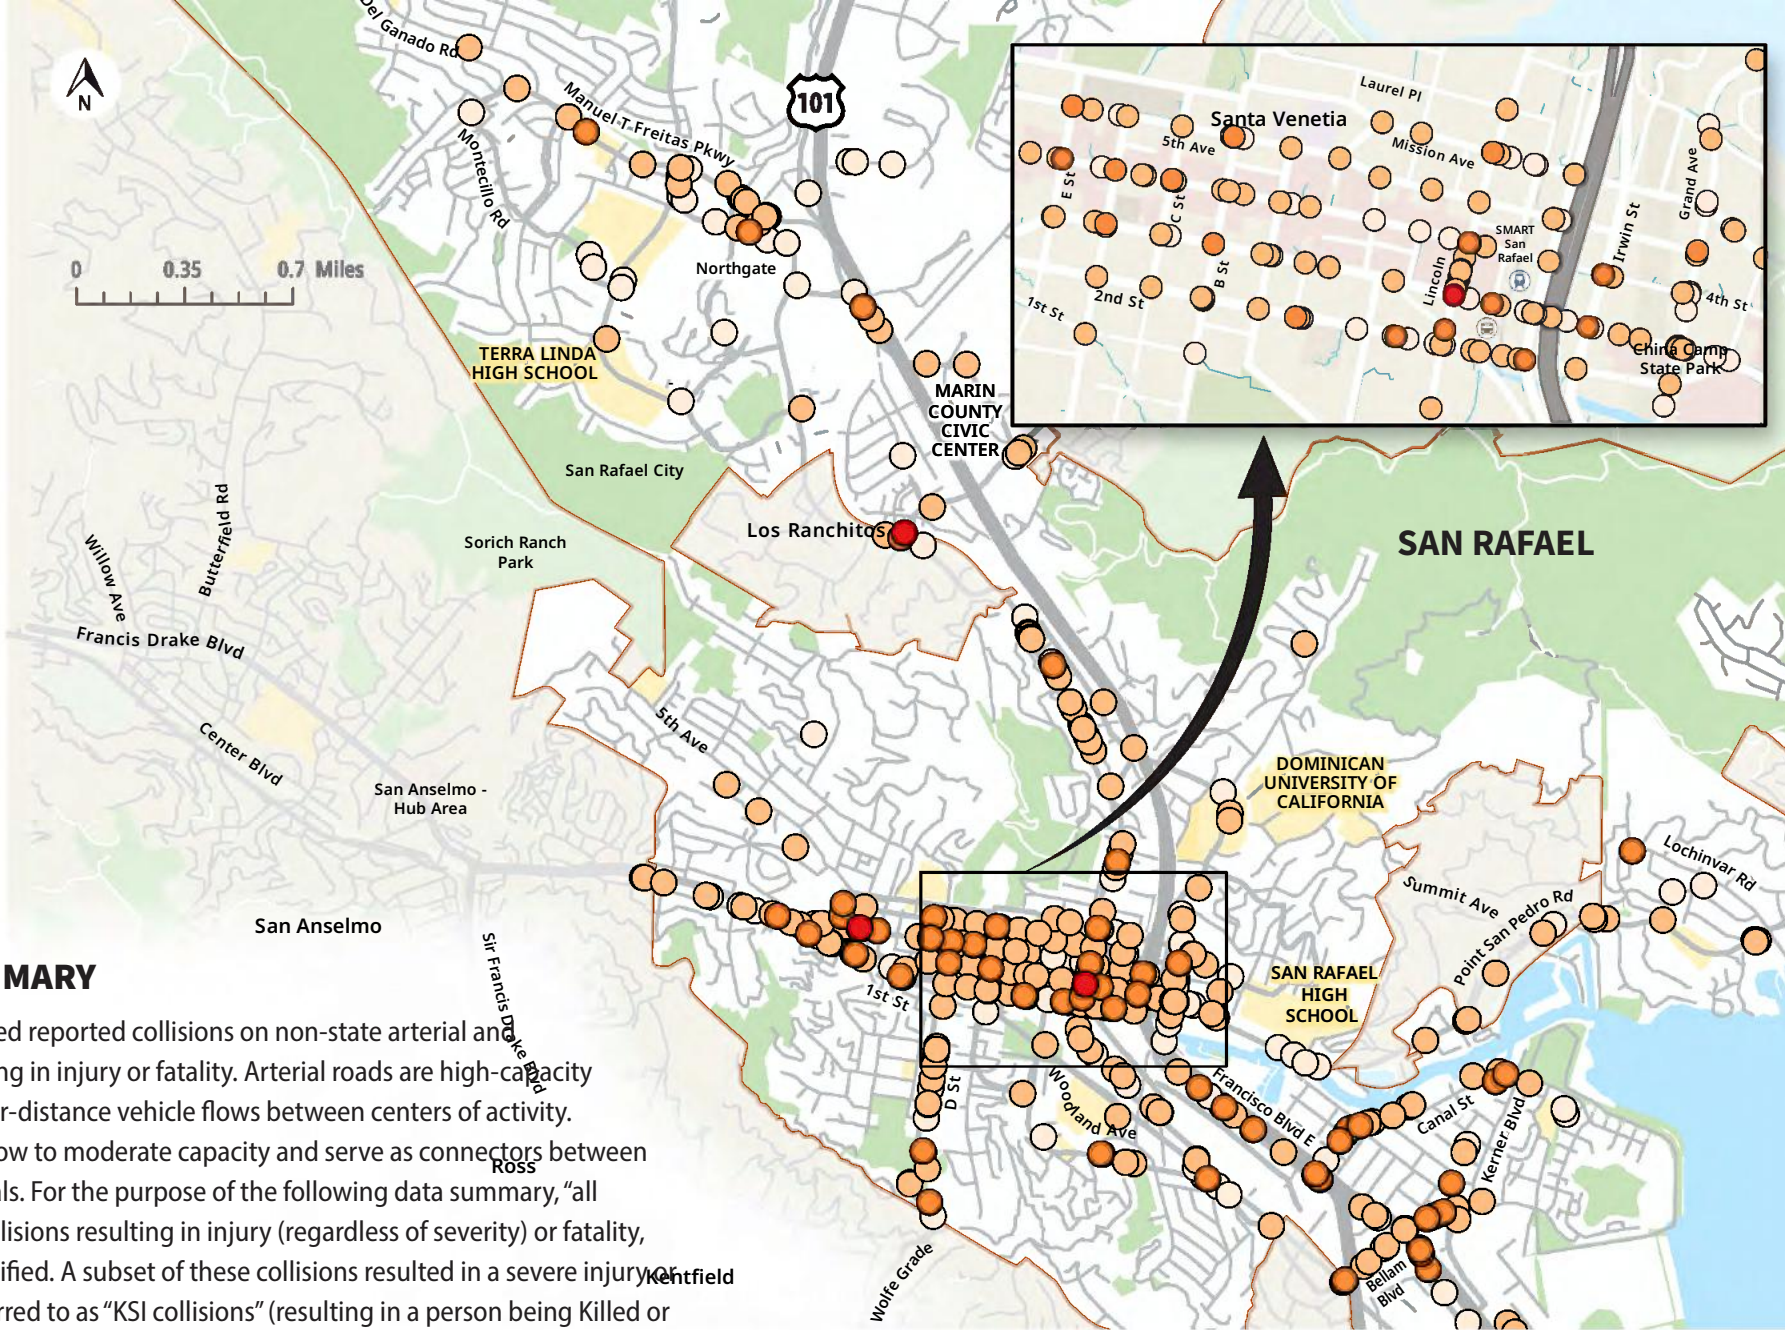 Del Ganado Rd
N
Manuel T Freitas Pkwy
101
Montecillo Rd
0 0.35 0.7 Miles
Northgate
TERRA LINDA
HIGH SCHOOL
MARIN
COUNTY
CIVIC
CENTER
Laurel Pl
Santa Venetia
5th Ave
Mission Ave
E St
C St
B St
Grand Ave
Irwin St
SMART
San
Rafael
Lincoln
2nd St
1st St
4th St
China Camp
State Park
San Rafael City
Los Ranchitos
SAN RAFAEL
Sorich Ranch
Park
Willow Ave
Butterfield Rd
Francis Drake Blvd
Center Blvd
5th Ave
San Anselmo -
Hub Area
DOMINICAN
UNIVERSITY OF
CALIFORNIA
Lochinvar Rd
Summit Ave
Point San Pedro Rd
San Anselmo
Sir Francis Drake Blvd
1st St
SAN RAFAEL
HIGH
SCHOOL
D St
Woodland Ave
Francisco Blvd E
Canal St
Kerner Blvd
Bellam
Blvd
Wolfe Grade
Ross
Kentfield
MARY
ed reported collisions on non-state arterial and
ng in injury or fatality. Arterial roads are high-capacity
r-distance vehicle flows between centers of activity.
ow to moderate capacity and serve as connectors between
ls. For the purpose of the following data summary, “all
lisions resulting in injury (regardless of severity) or fatality,
ified. A subset of these collisions resulted in a severe injury or
rred to as “KSI collisions” (resulting in a person being Killed or